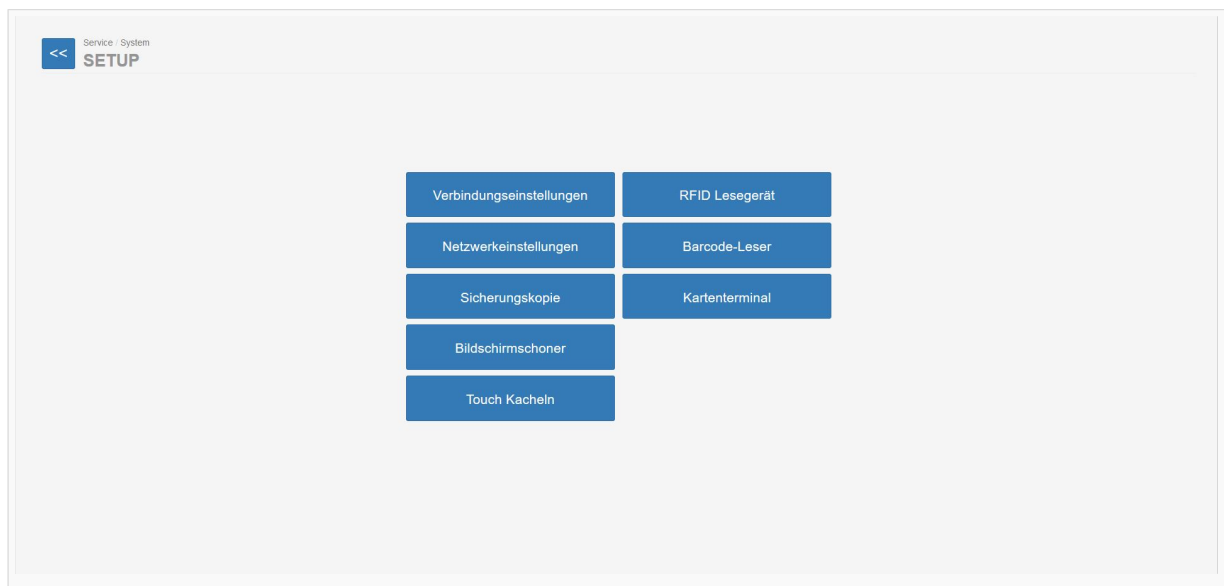 <<
Service / System
SETUP
Verbindungseinstellungen
RFID Lesegerät
Netzwerkeinstellungen
Barcode-Leser
Sicherungskopie
Kartenterminal
Bildschirmschoner
Touch Kacheln